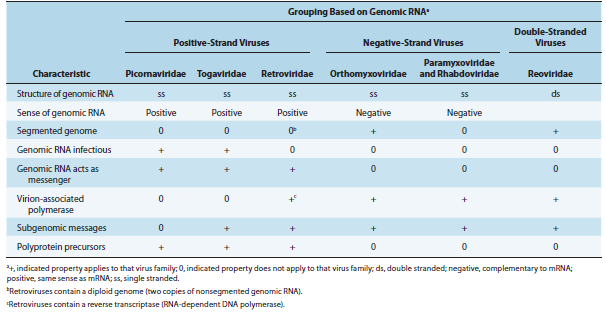 Grouping Based on Genomic RNAᵃ
Positive-Strand Viruses Negative-Strand Viruses Double-Stranded Viruses
Characteristic Picornaviridae Togaviridae Retroviridae Orthomyxoviridae Paramyxoviridae and Rhabdoviridae Reoviridae
Structure of genomic RNA ss ss ss ss ss ds
Sense of genomic RNA Positive Positive Positive Negative Negative
Segmented genome 0 0 0ᵇ + 0 +
Genomic RNA infectious + + 0 0 0 0
Genomic RNA acts as messenger + + + 0 0 0
Virion-associated polymerase 0 0 +ᶜ + + +
Subgenomic messages 0 + + + + +
Polyprotein precursors + + + 0 0 0
ᵃ+, indicated property applies to that virus family; 0, indicated property does not apply to that virus family; ds, double stranded; negative, complementary to mRNA;
positive, same sense as mRNA; ss, single stranded.
ᵇRetroviruses contain a diploid genome (two copies of nonsegmented genomic RNA).
ᶜRetroviruses contain a reverse transcriptase (RNA-dependent DNA polymerase).